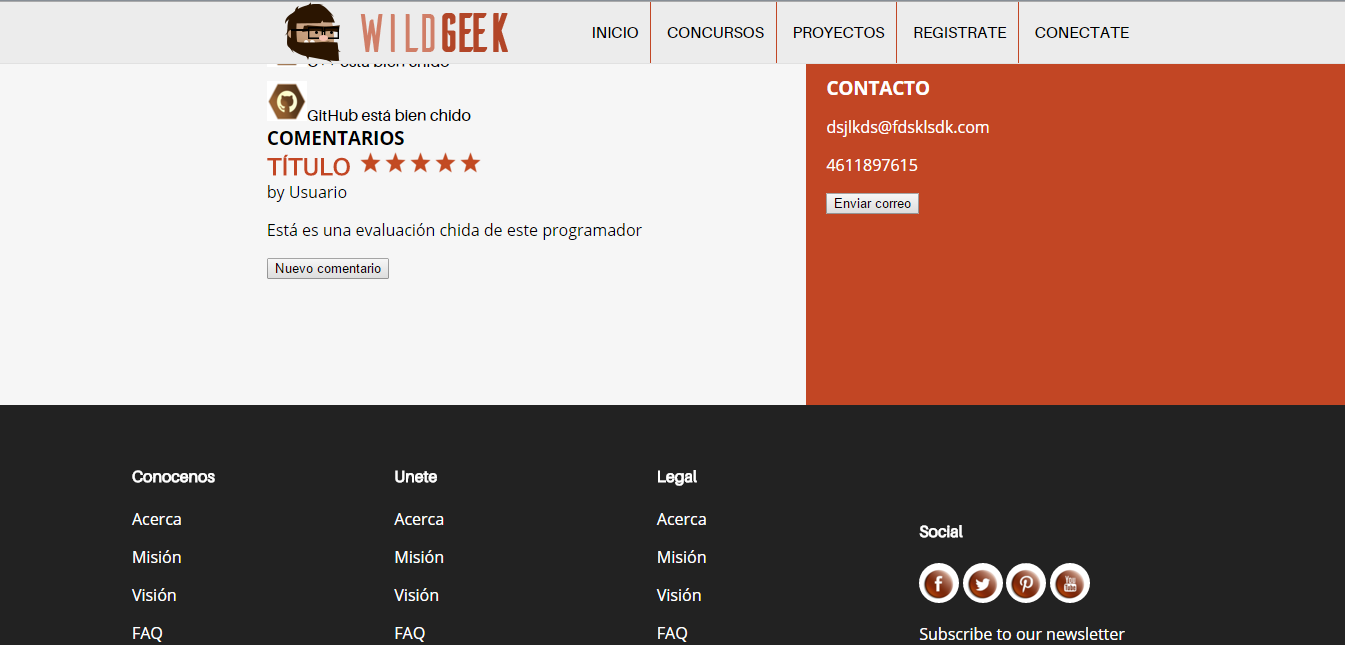 WILDGEEK
INICIO
CONCURSOS
PROYECTOS
REGISTRATE
CONECTATE
C++ está bien chido
GitHub está bien chido
COMENTARIOS
TÍTULO
by Usuario
Está es una evaluación chida de este programador
Nuevo comentario
CONTACTO
dsjlkds@fdsklsdk.com
4611897615
Enviar correo
Conocenos
Acerca
Misión
Visión
FAQ
Unete
Acerca
Misión
Visión
FAQ
Legal
Acerca
Misión
Visión
FAQ
Social
You
Tube
Subscribe to our newsletter